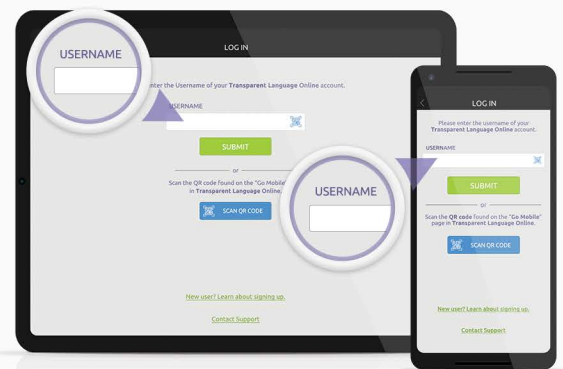 USERNAME
LOG IN
nter the Username of your Transparent Language Online account.
USERNAME
SUBMIT
or
Scan the QR code found on the "Go Mobile"
in Transparent Language Online.
SCAN QR CODE
New user? Learn about signing up.
Contact Support
USERNAME
LOG IN
Please enter the username of your
Transparent Language Online account.
USERNAME
SUBMIT
or
Scan the QR code found on the "Go Mobile"
page in Transparent Language Online.
SCAN QR CODE
New user? Learn about signing up.
Contact Support